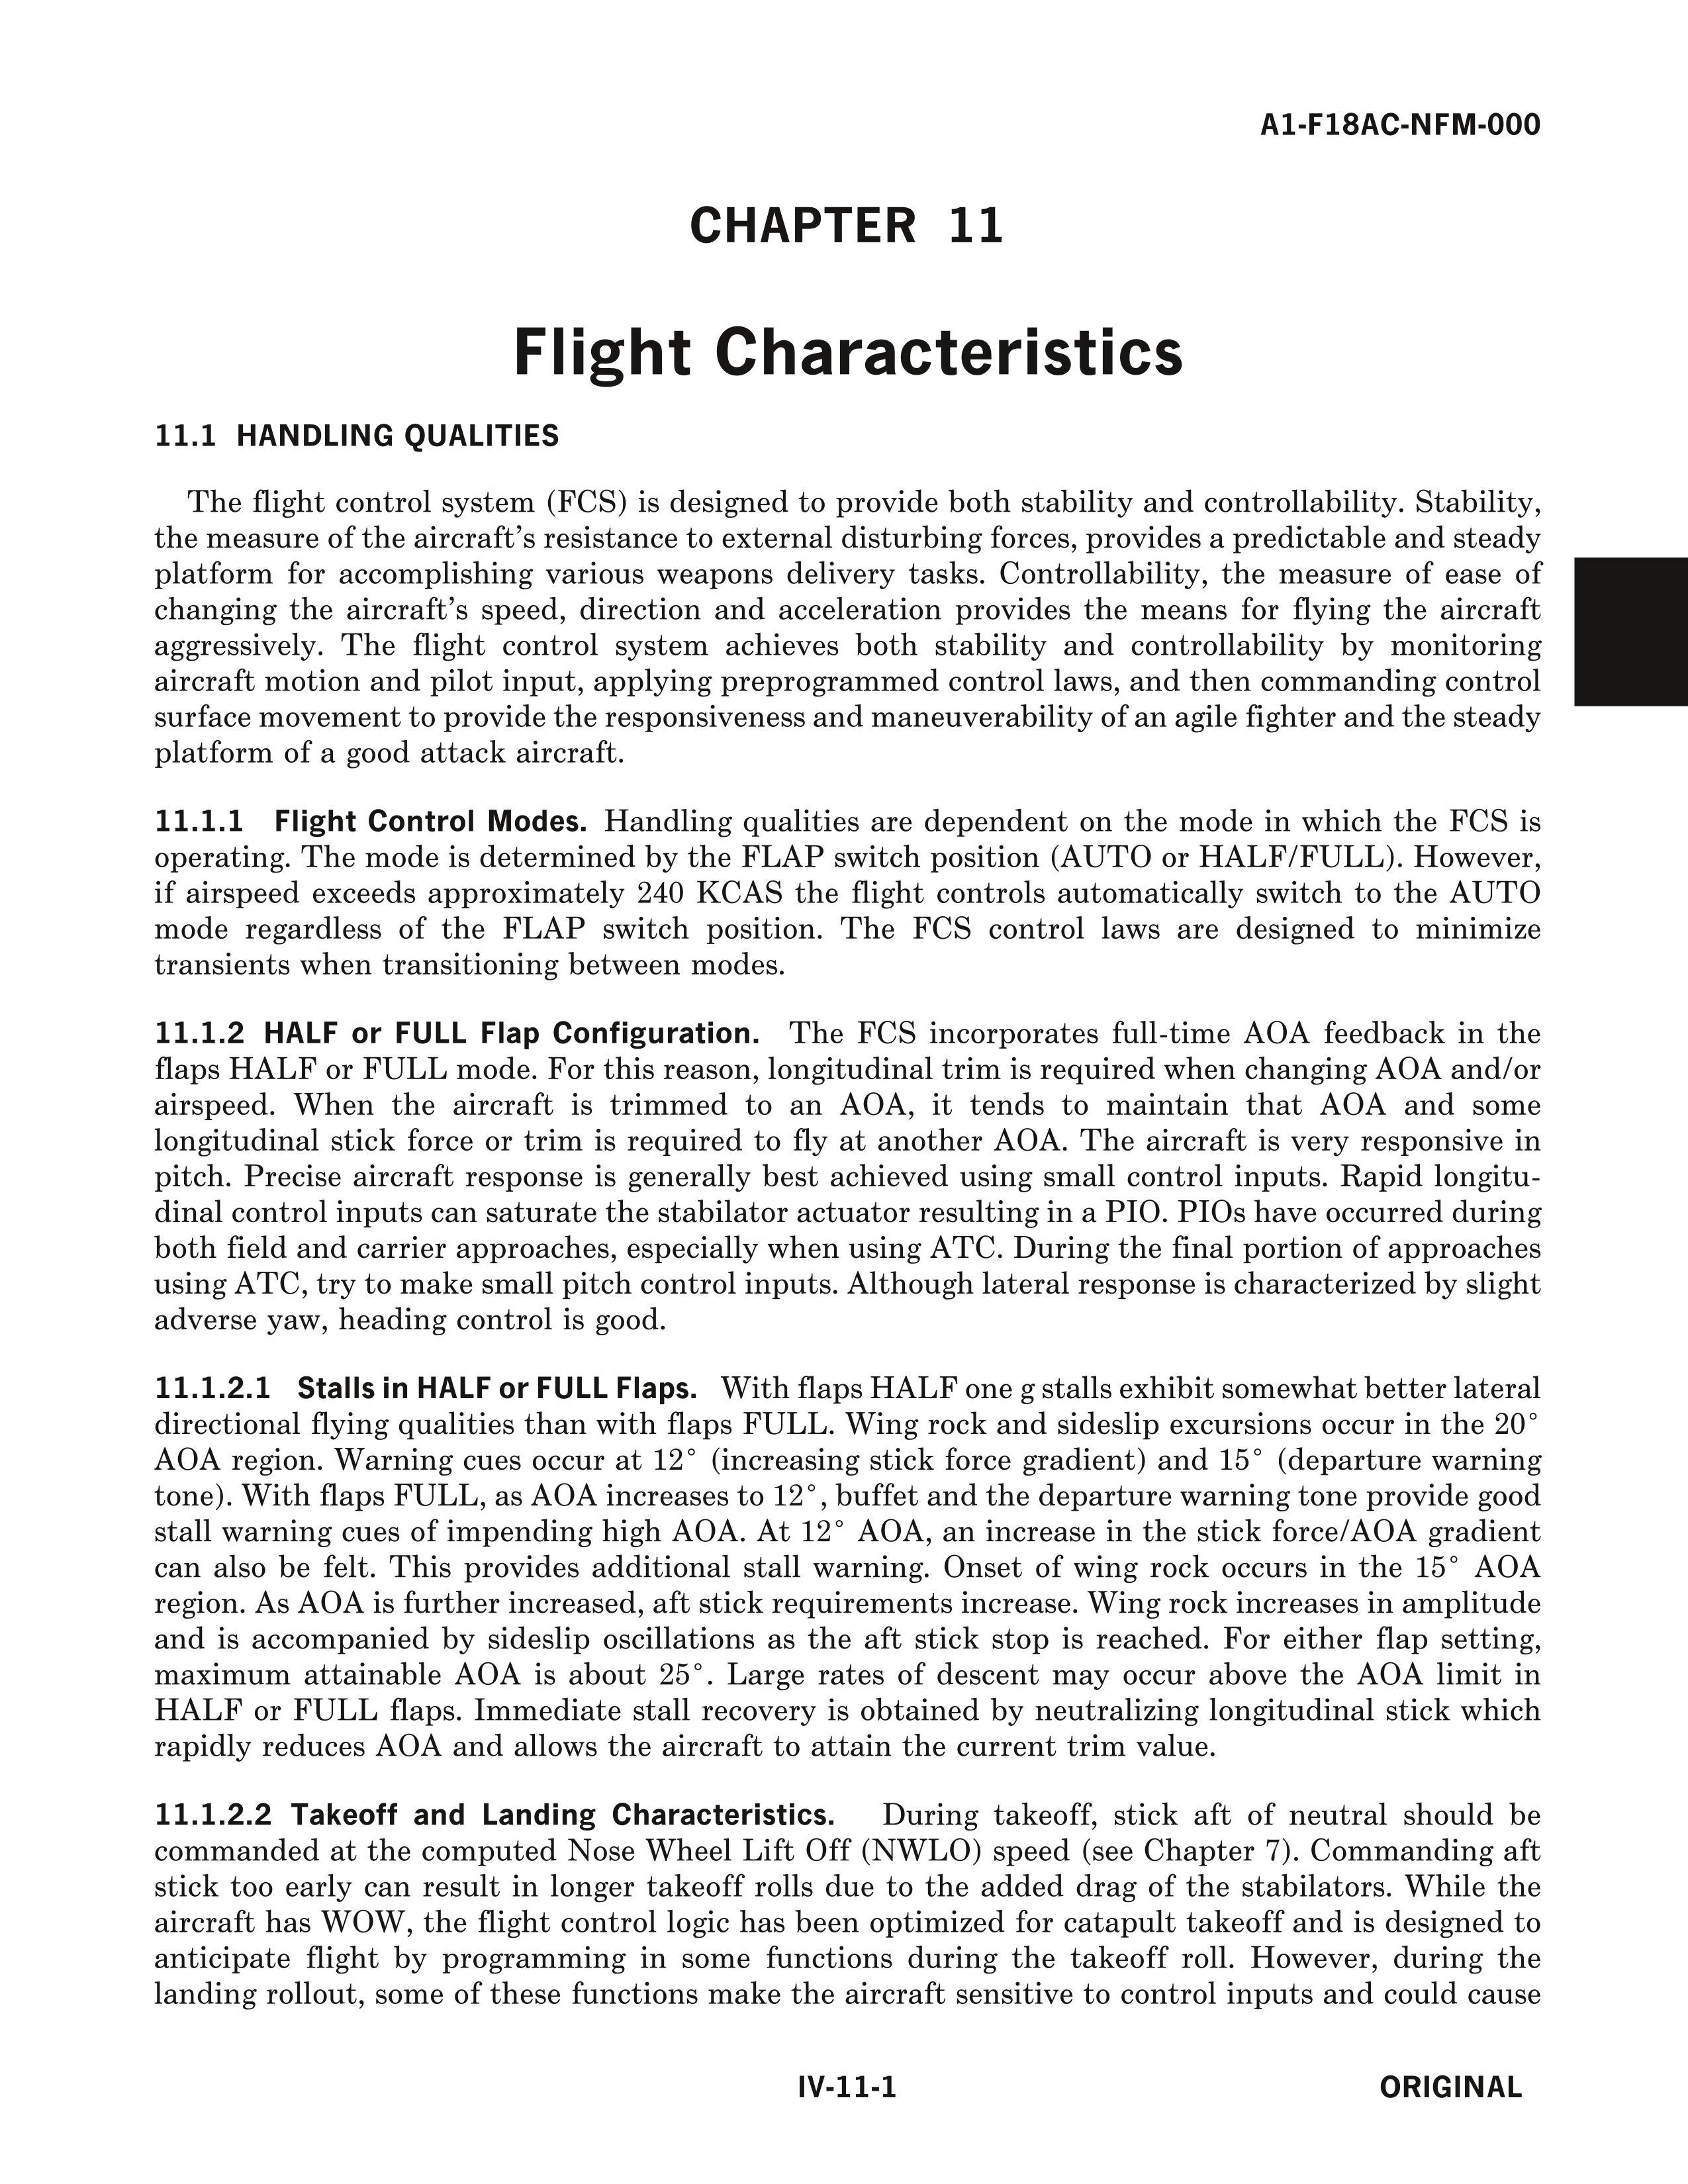 A1-F18AC-NFM-000
CHAPTER 11
Flight Characteristics
11.1 HANDLING QUALITIES
The flight control system (FCS) is designed to provide both stability and controllability. Stability,
the measure of the aircraft's resistance to external disturbing forces, provides a predictable and steady
platform for accomplishing various weapons delivery tasks. Controllability, the measure of ease of
changing the aircraft's speed, direction and acceleration provides the means for flying the aircraft
aggressively. The flight control system achieves both stability and controllability by monitoring
aircraft motion and pilot input, applying preprogrammed control laws, and then commanding control
surface movement to provide the responsiveness and maneuverability of an agile fighter and the steady
platform of a good attack aircraft.
11.1.1 Flight Control Modes. Handling qualities are dependent on the mode in which the FCS is
operating. The mode is determined by the FLAP switch position (AUTO or HALF/FULL). However,
if airspeed exceeds approximately 240 KCAS the flight controls automatically switch to the AUTO
mode regardless of the FLAP switch position. The FCS control laws are designed to minimize
transients when transitioning between modes.
11.1.2 HALF or FULL Flap Configuration. The FCS incorporates full-time AOA feedback in the
flaps HALF or FULL mode. For this reason, longitudinal trim is required when changing AOA and/or
airspeed. When the aircraft is trimmed to an AOA, it tends to maintain that AOA and some
longitudinal stick force or trim is required to fly at another AOA. The aircraft is very responsive in
pitch. Precise aircraft response is generally best achieved using small control inputs. Rapid longitu-
dinal control inputs can saturate the stabilator actuator resulting in a PIO. PIOs have occurred during
both field and carrier approaches, especially when using ATC. During the final portion of approaches
using ATC, try to make small pitch control inputs. Although lateral response is characterized by slight
adverse yaw, heading control is good.
11.1.2.1 Stalls in HALF or FULL Flaps. With flaps HALF one g stalls exhibit somewhat better lateral
directional flying qualities than with flaps FULL. Wing rock and sideslip excursions occur in the 20°
AOA region. Warning cues occur at 12° (increasing stick force gradient) and 15° (departure warning
tone). With flaps FULL, as AOA increases to 12°, buffet and the departure warning tone provide good
stall warning cues of impending high AOA. At 12° AOA, an increase in the stick force/AOA gradient
can also be felt. This provides additional stall warning. Onset of wing rock occurs in the 15° AOA
region. As AOA is further increased, aft stick requirements increase. Wing rock increases in amplitude
and is accompanied by sideslip oscillations as the aft stick stop is reached. For either flap setting,
maximum attainable AOA is about 25°. Large rates of descent may occur above the AOA limit in
HALF or FULL flaps. Immediate stall recovery is obtained by neutralizing longitudinal stick which
rapidly reduces AOA and allows the aircraft to attain the current trim value.
11.1.2.2 Takeoff and Landing Characteristics. During takeoff, stick aft of neutral should be
commanded at the computed Nose Wheel Lift Off (NWLO) speed (see Chapter 7). Commanding aft
stick too early can result in longer takeoff rolls due to the added drag of the stabilators. While the
aircraft has WOW, the flight control logic has been optimized for catapult takeoff and is designed to
anticipate flight by programming in some functions during the takeoff roll. However, during the
landing rollout, some of these functions make the aircraft sensitive to control inputs and could cause
IV-11-1
ORIGINAL